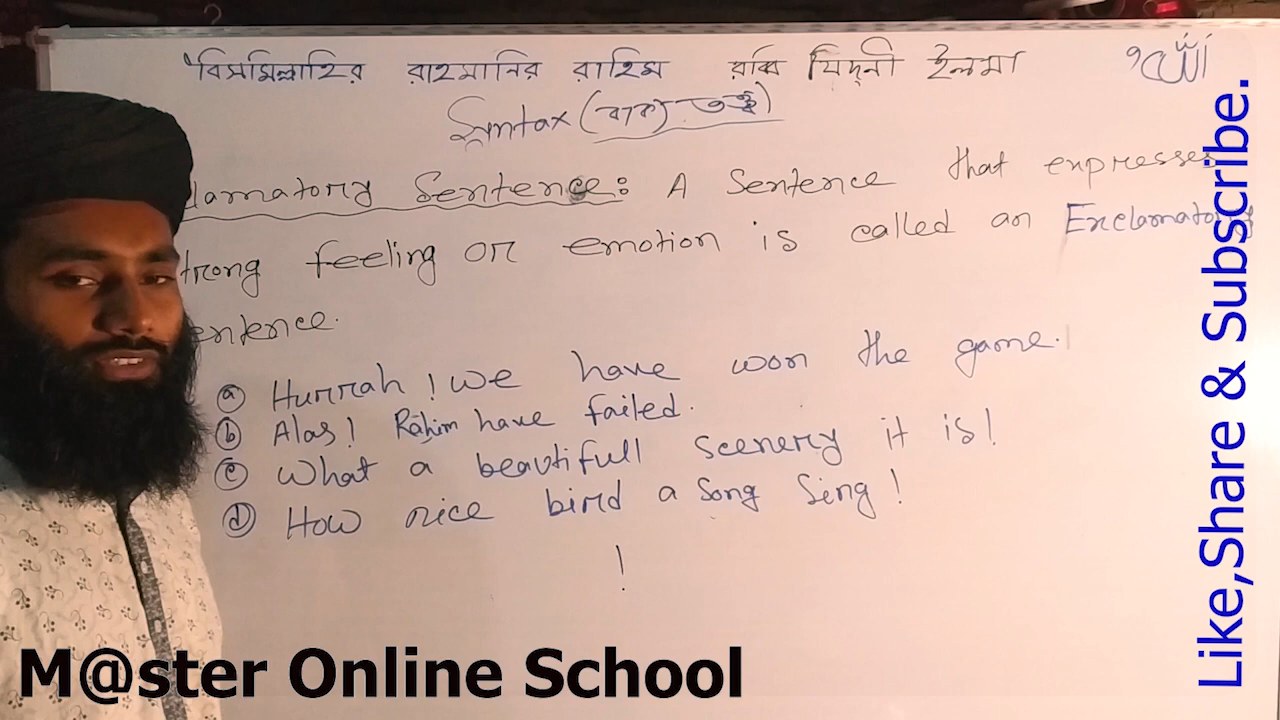 বিসমিল্লাহির রাহমানির রাহিম রাব্বি যিদ্‌নী ইলমা
الله
Syntax (বাক্য তত্ত্ব)
lamatory Sentence: A Sentence that expresses
trong feeling or emotion is called an Exclamatory
entence.
ⓐ Hurrah! we have won the game.
ⓑ Alas! Rahim have failed.
ⓒ What a beautifull scenery it is!
ⓓ How nice bird a song sing!
!
M@ster Online School
Like,Share & Subscribe.